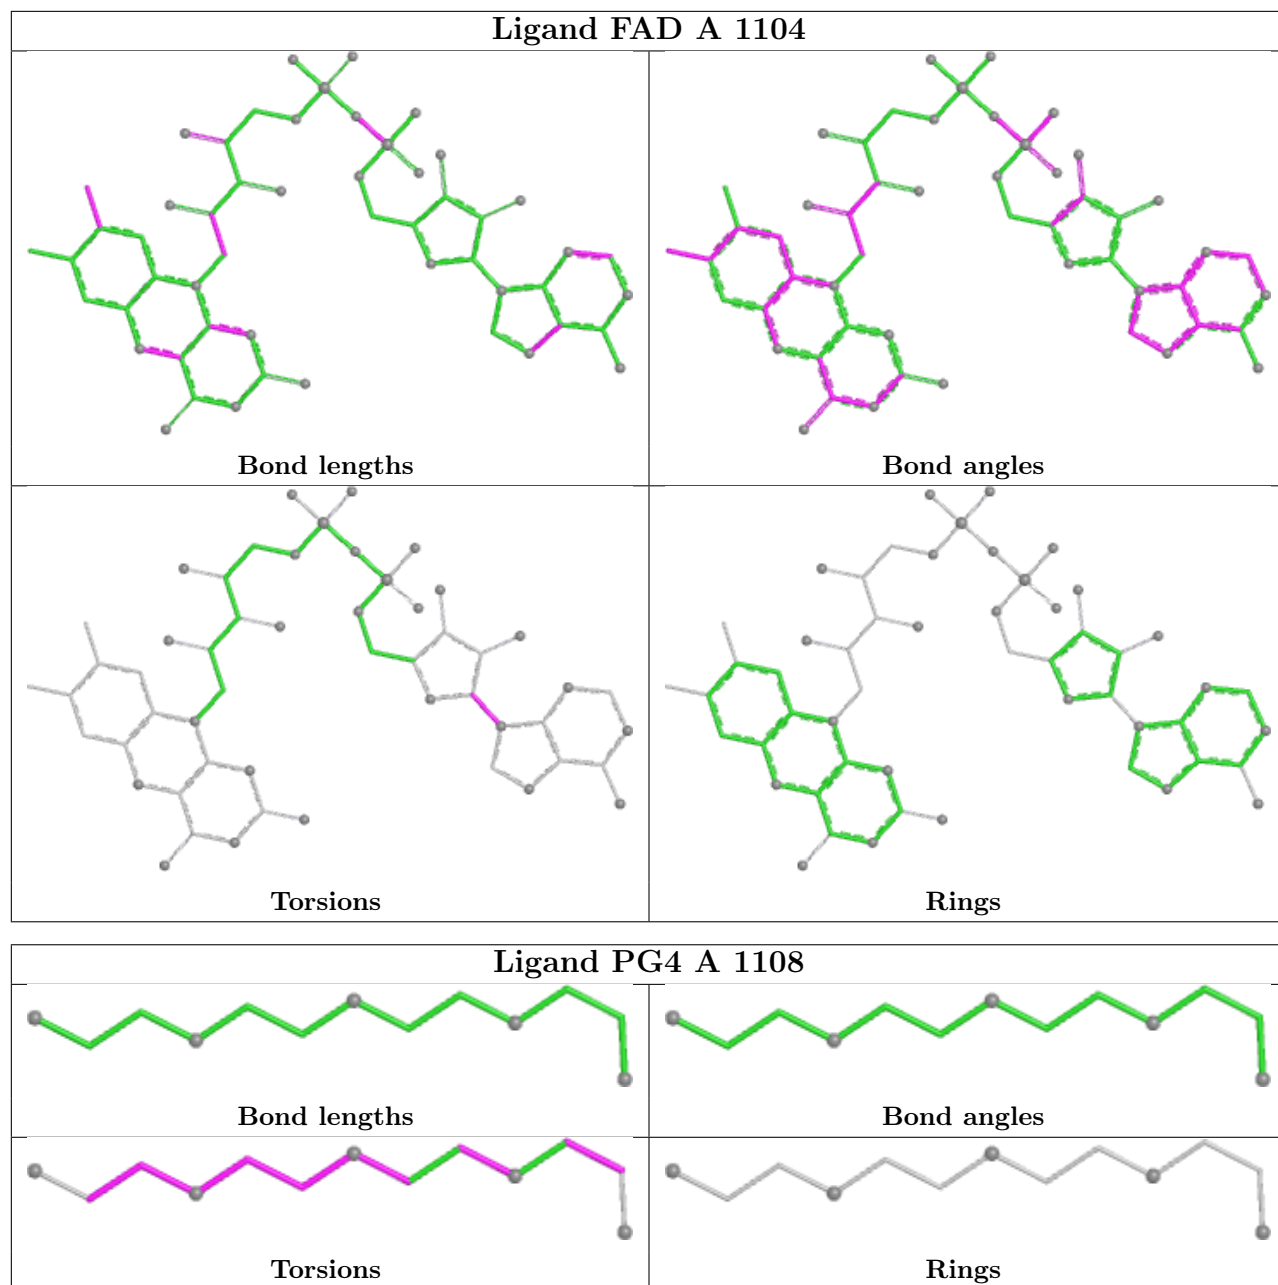 Ligand FAD A 1104
Bond lengths
Bond angles
Torsions
Rings
Ligand PG4 A 1108
Bond lengths
Bond angles
Torsions
Rings